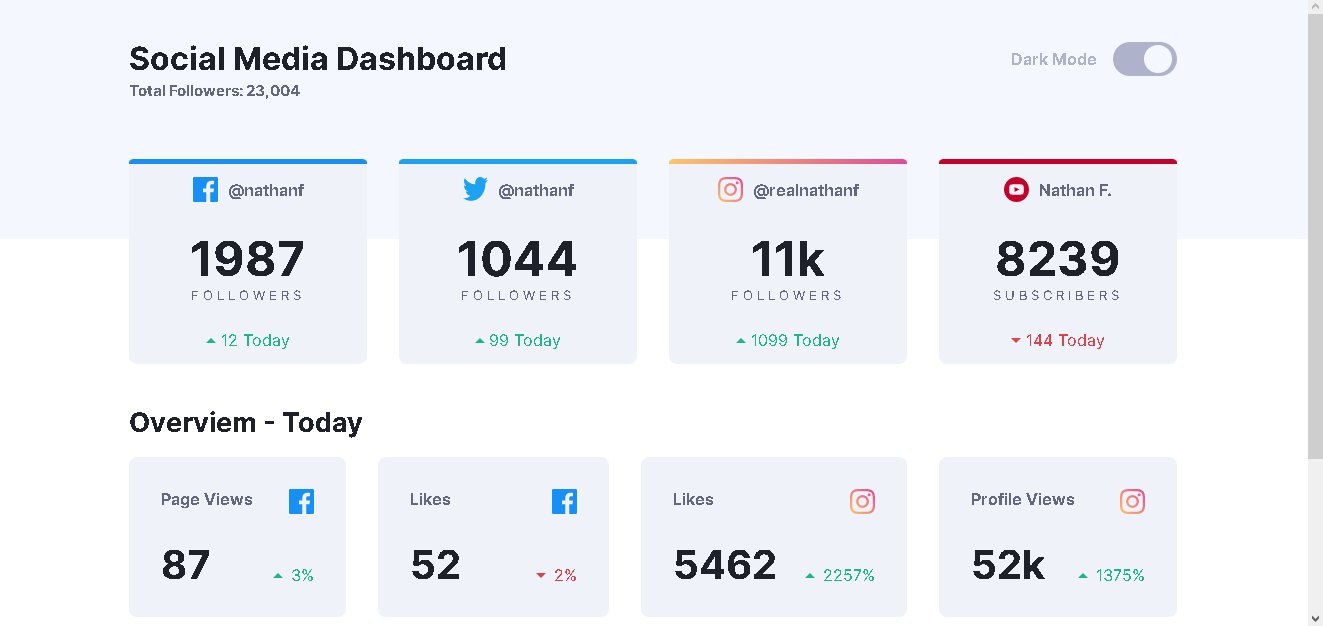 Social Media Dashboard
Dark Mode
Total Followers: 23,004
@nathanf
@nathanf
@realnathanf
Nathan F.
1987
1044
11k
8239
FOLLOWERS
FOLLOWERS
FOLLOWERS
SUBSCRIBERS
12 Today
99 Today
1099 Today
144 Today
Overviem - Today
Page Views
Likes
Likes
Profile Views
87
3%
52
2%
5462
2257%
52k
1375%